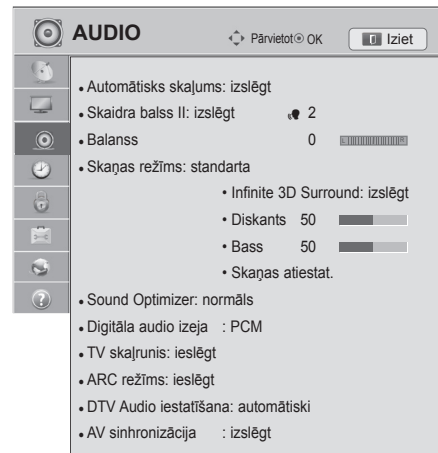 AUDIO Pārvietot OK Iziet
• Automātisks skaļums: izslēgt
• Skaidra balss II: izslēgt 2
• Balanss 0
• Skaņas režīms: standarta
• Infinite 3D Surround: izslēgt
• Diskants 50
• Bass 50
• Skaņas atiestat.
• Sound Optimizer: normāls
• Digitāla audio izeja : PCM
• TV skaļrunis: ieslēgt
• ARC režīms: ieslēgt
• DTV Audio iestatīšana: automātiski
• AV sinhronizācija : izslēgt